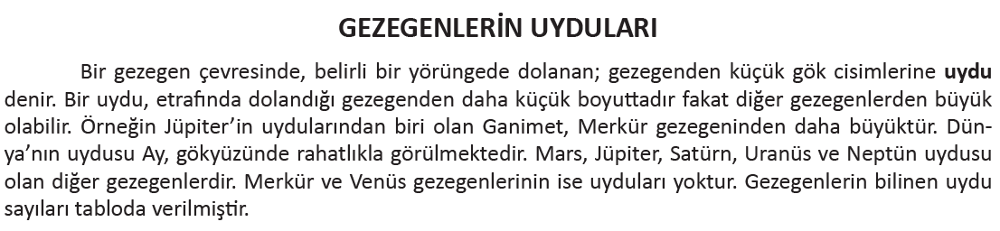 GEZEGENLERİN UYDULARI
Bir gezegen çevresinde, belirli bir yörüngede dolanan; gezegenden küçük gök cisimlerine uydu
denir. Bir uydu, etrafında dolandığı gezegenden daha küçük boyuttadır fakat diğer gezegenlerden büyük
olabilir. Örneğin Jüpiter’in uydularından biri olan Ganimet, Merkür gezegeninden daha büyüktür. Dün-
ya’nın uydusu Ay, gökyüzünde rahatlıkla görülmektedir. Mars, Jüpiter, Satürn, Uranüs ve Neptün uydusu
olan diğer gezegenlerdir. Merkür ve Venüs gezegenlerinin ise uyduları yoktur. Gezegenlerin bilinen uydu
sayıları tabloda verilmiştir.